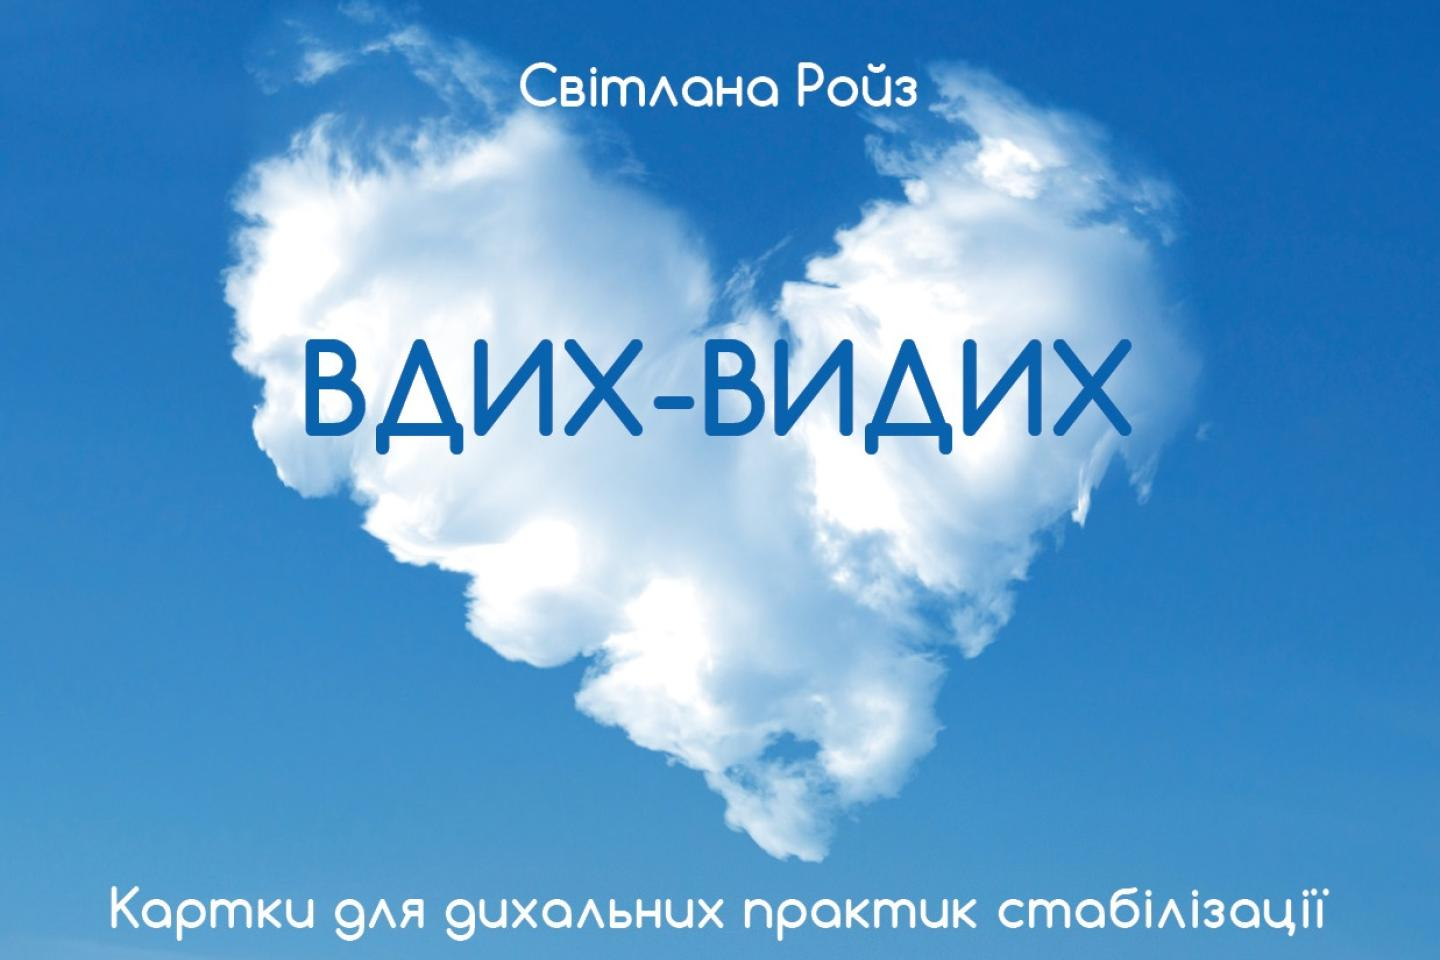 Світлана Ройз
ВДИХ-ВИДИХ
Картки для дихальних практик стабілізації